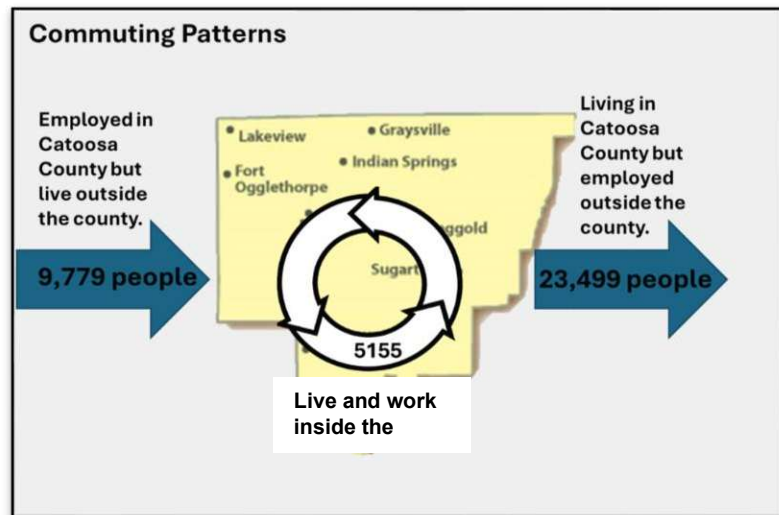 Commuting Patterns
Employed in
Catoosa
County but
live outside
the county.
9,779 people
Lakeview
Graysville
Indian Springs
Fort
Ogglethorpe
5155
Live and work
inside the
Living in
Catoosa
County but
employed
outside the
county.
23,499 people